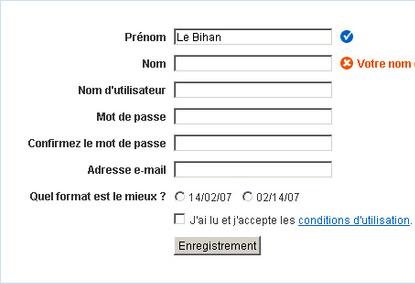 Prénom Le Bihan
Nom Votre nom
Nom d'utilisateur
Mot de passe
Confirmez le mot de passe
Adresse e-mail
Quel format est le mieux ? 14/02/07 02/14/07
J'ai lu et j'accepte les conditions d'utilisation.
Enregistrement